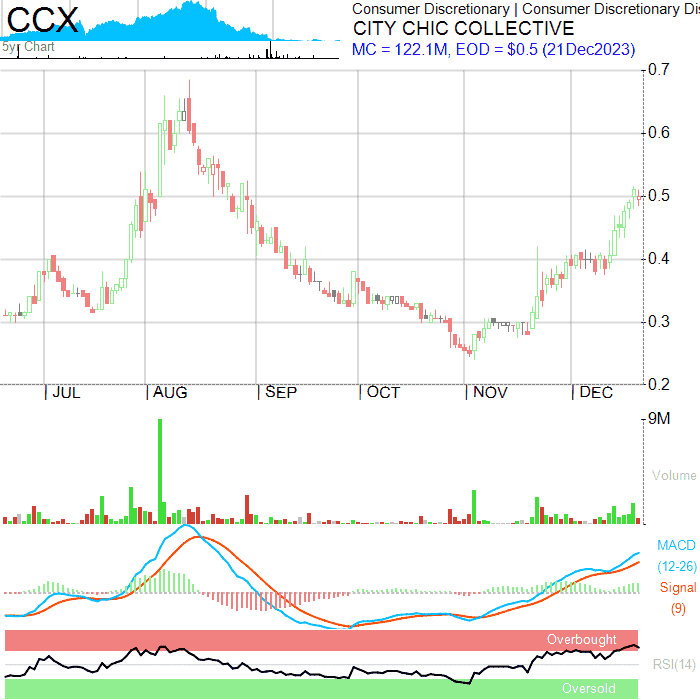 CCX
5yr Chart
Consumer Discretionary | Consumer Discretionary Dis
CITY CHIC COLLECTIVE
MC = 122.1M, EOD = $0.5 (21Dec2023)
0.7
0.6
0.5
0.4
0.3
0.2
| JUL | AUG | SEP | OCT | NOV | DEC
9M
Volume
MACD
(12-26)
Signal
(9)
Overbought
RSI(14)
Oversold